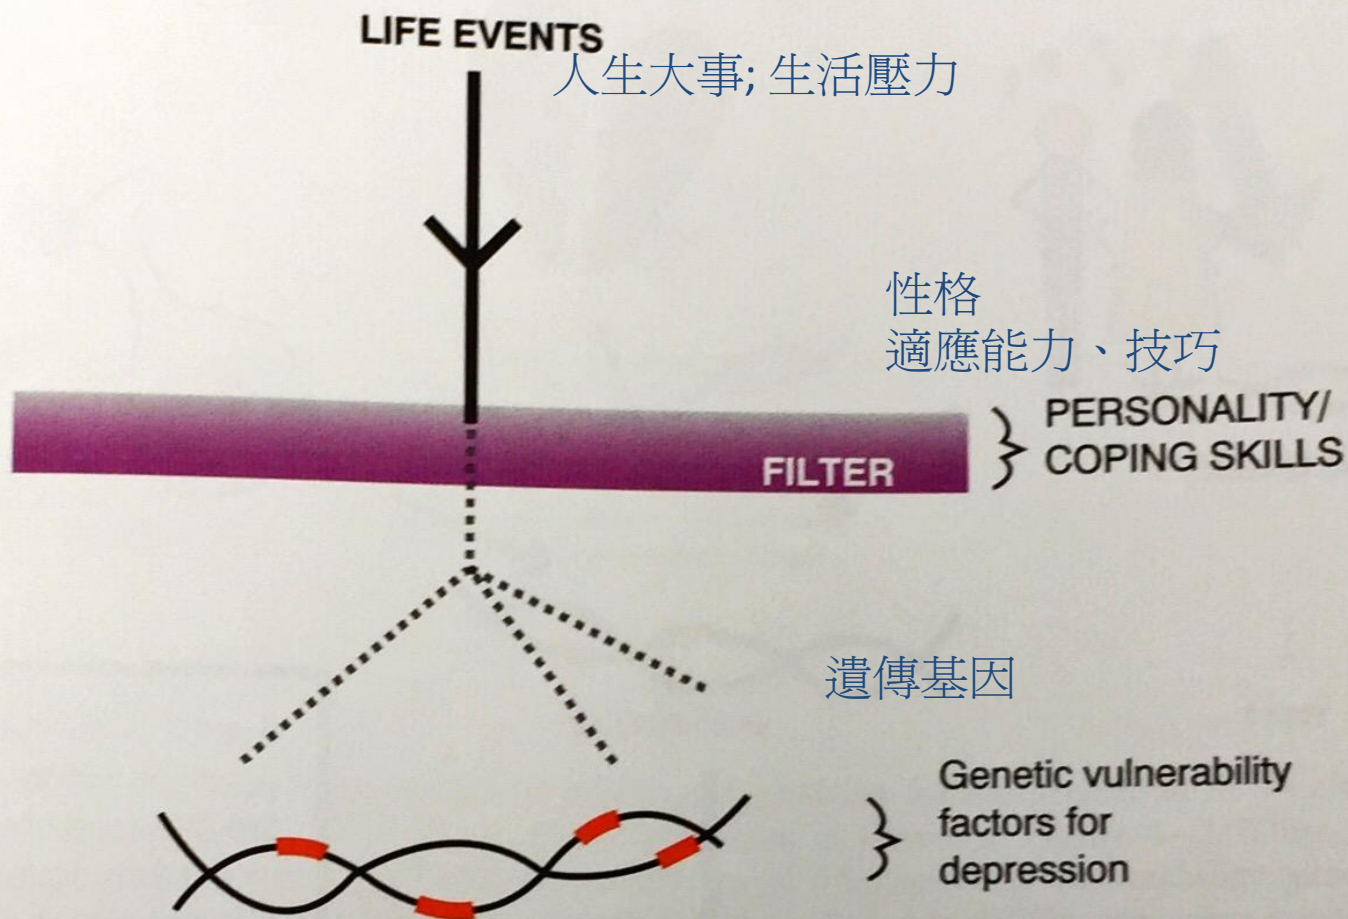 LIFE EVENTS
人生大事; 生活壓力
性格
適應能力、技巧
PERSONALITY/
COPING SKILLS
FILTER
遺傳基因
Genetic vulnerability
factors for
depression